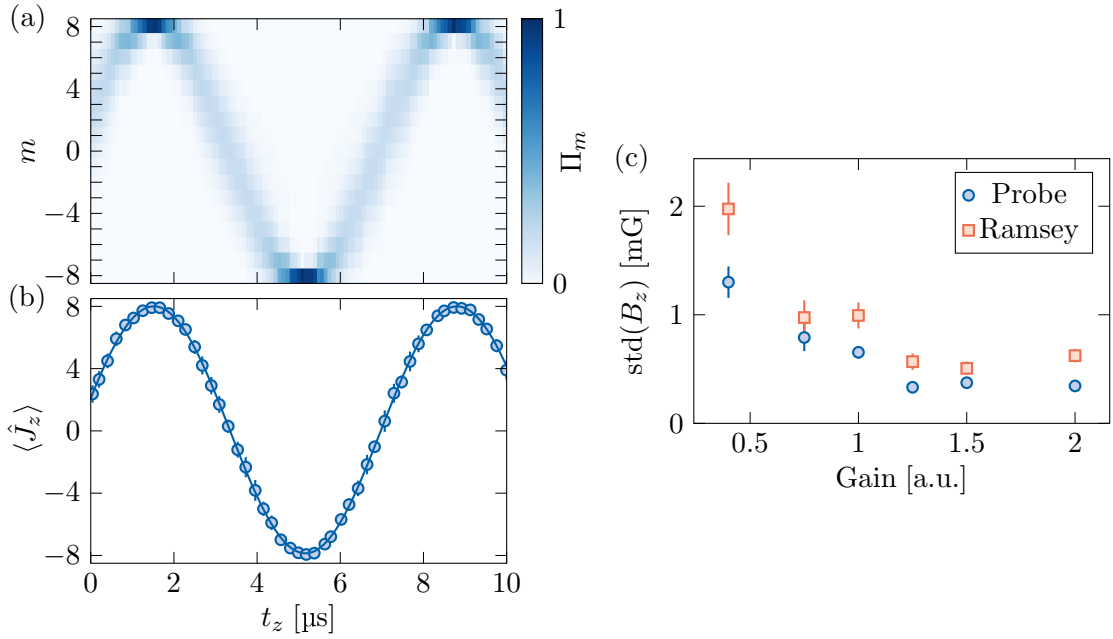 (a)
8
4
0
−4
−8
m
1
0
Π_m
(b)
8
4
0
−4
−8
⟨Ĵ_z⟩
0 2 4 6 8 10
t_z [µs]
(c)
2
1
0
std(B_z) [mG]
Probe
Ramsey
0.5 1 1.5 2
Gain [a.u.]